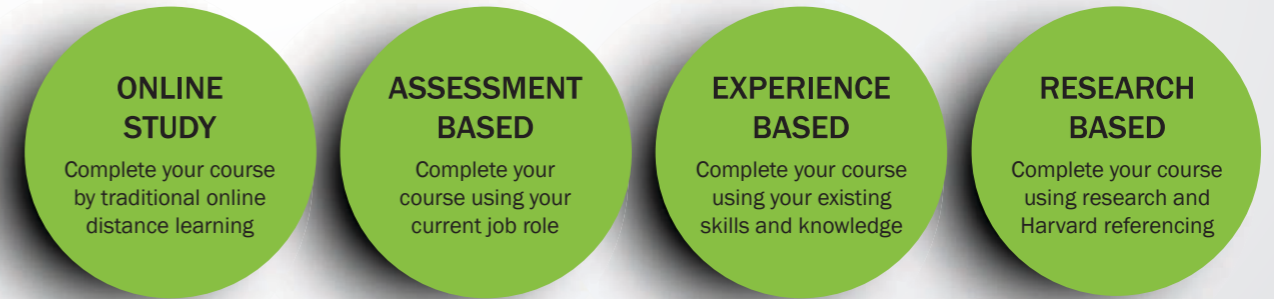 ONLINE
STUDY
Complete your course
by traditional online
distance learning
ASSESSMENT
BASED
Complete your
course using your
current job role
EXPERIENCE
BASED
Complete your course
using your existing
skills and knowledge
RESEARCH
BASED
Complete your course
using research and
Harvard referencing